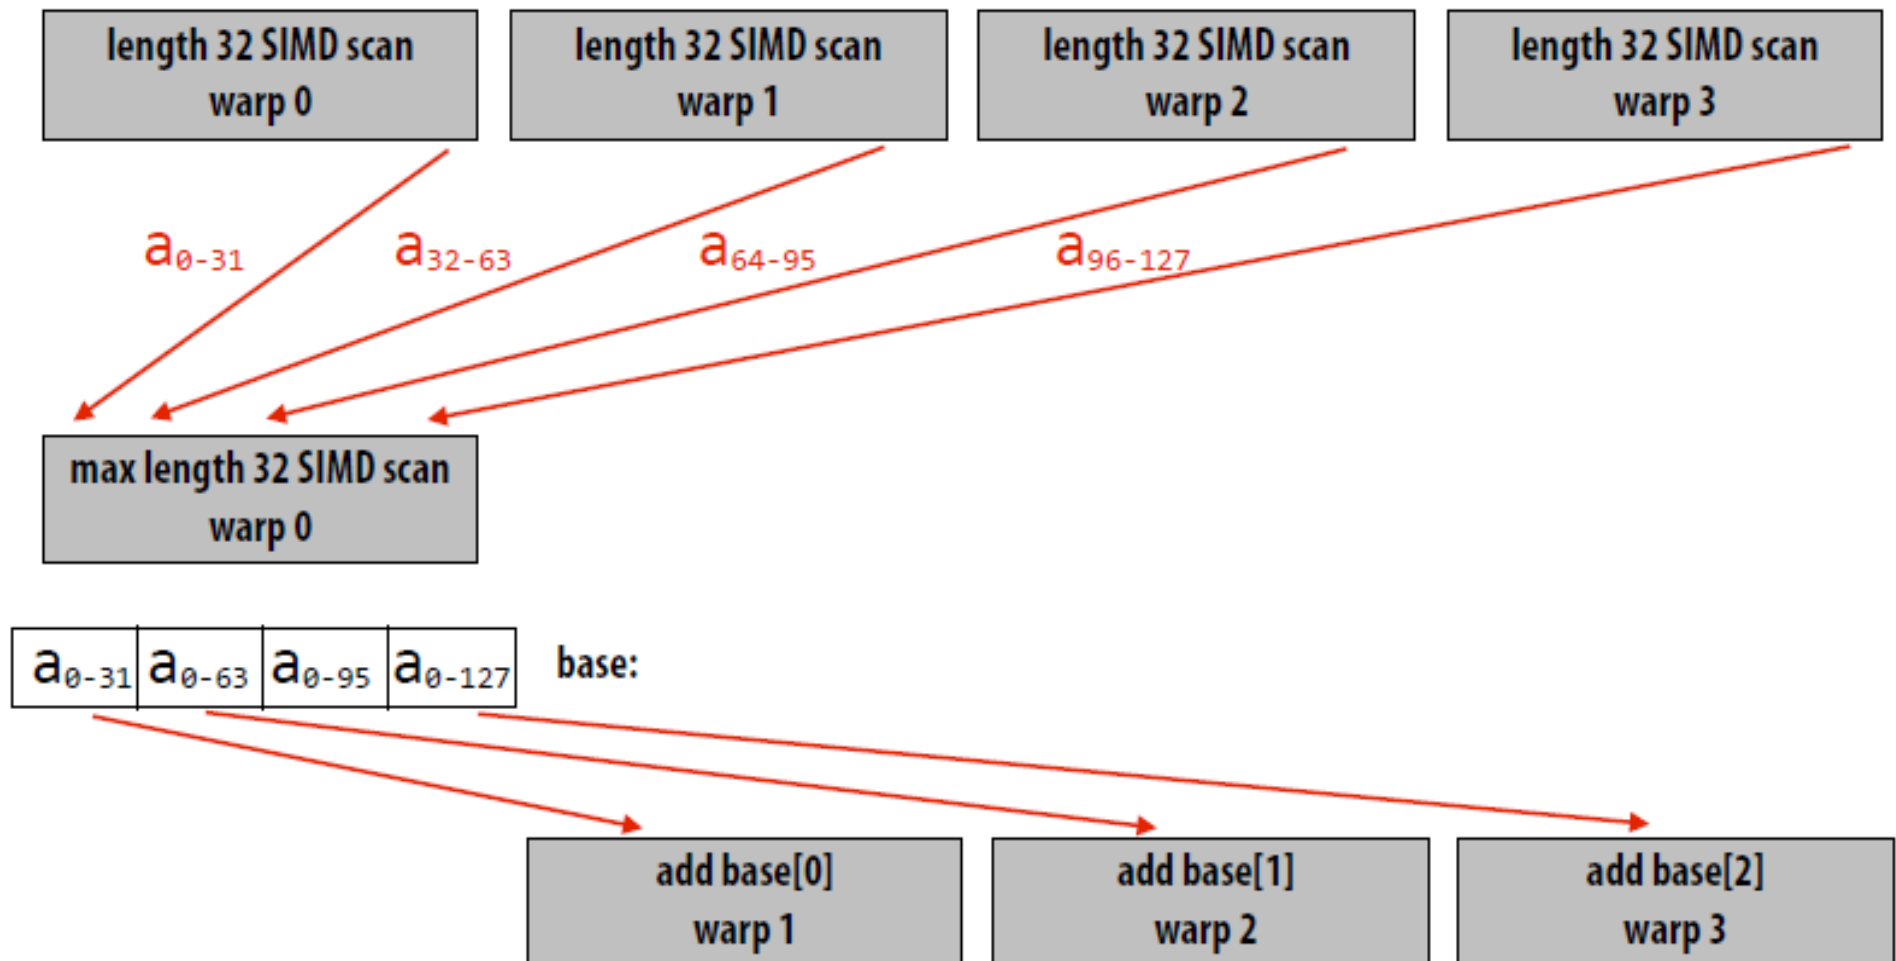 length 32 SIMD scan
warp 0
length 32 SIMD scan
warp 1
length 32 SIMD scan
warp 2
length 32 SIMD scan
warp 3
a0-31
a32-63
a64-95
a96-127
max length 32 SIMD scan
warp 0
a0-31 a0-63 a0-95 a0-127 base:
add base[0]
warp 1
add base[1]
warp 2
add base[2]
warp 3